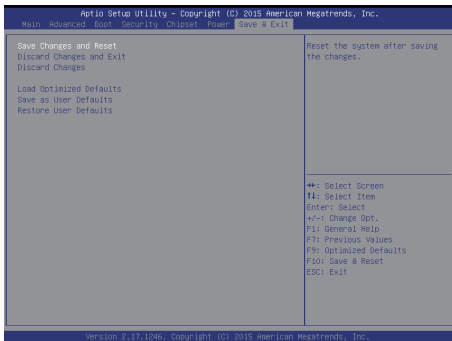 Aptio Setup Utility – Copyright (C) 2015 American Megatrends, Inc.
Main Advanced Boot Security Chipset Power Save & Exit
Save Changes and Reset
Discard Changes and Exit
Discard Changes
Load Optimized Defaults
Save as User Defaults
Restore User Defaults
Reset the system after saving
the changes.
→←: Select Screen
↑↓: Select Item
Enter: Select
+/-: Change Opt.
F1: General Help
F7: Previous Values
F9: Optimized Defaults
F10: Save & Reset
ESC: Exit
Version 2.17.1246. Copyright (C) 2015 American Megatrends, Inc.